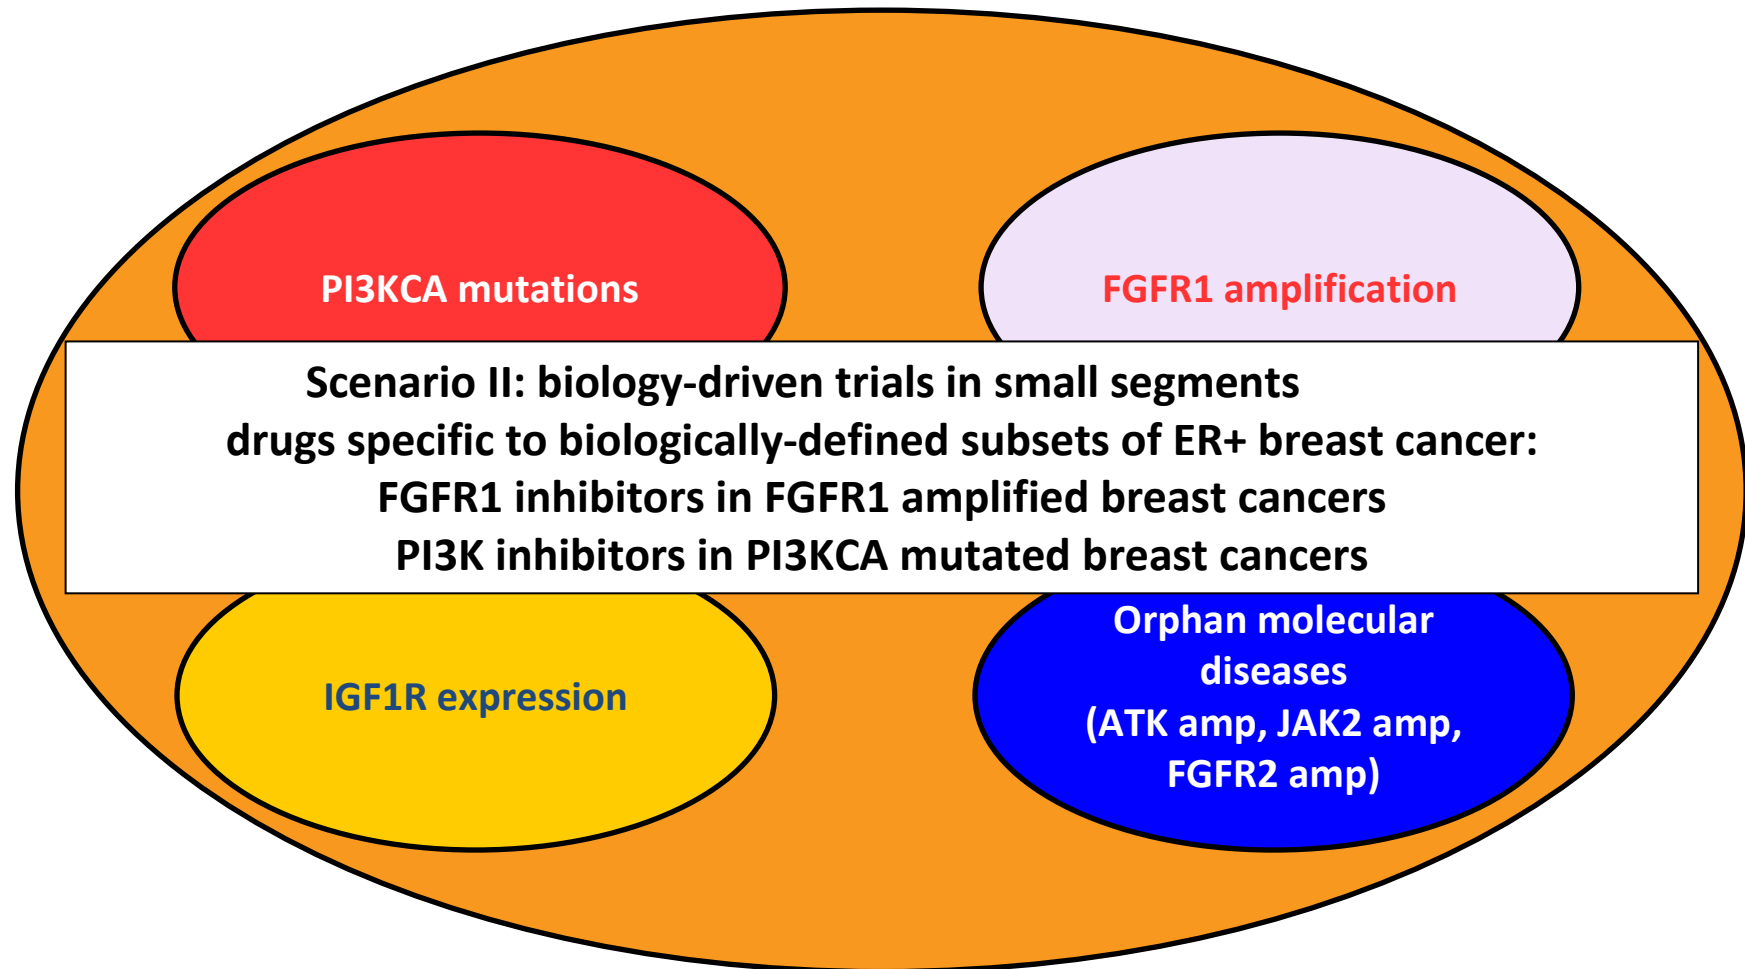 PI3KCA mutations
FGFR1 amplification
Scenario II: biology-driven trials in small segments
drugs specific to biologically-defined subsets of ER+ breast cancer:
FGFR1 inhibitors in FGFR1 amplified breast cancers
PI3K inhibitors in PI3KCA mutated breast cancers
IGF1R expression
Orphan molecular
diseases
(ATK amp, JAK2 amp,
FGFR2 amp)